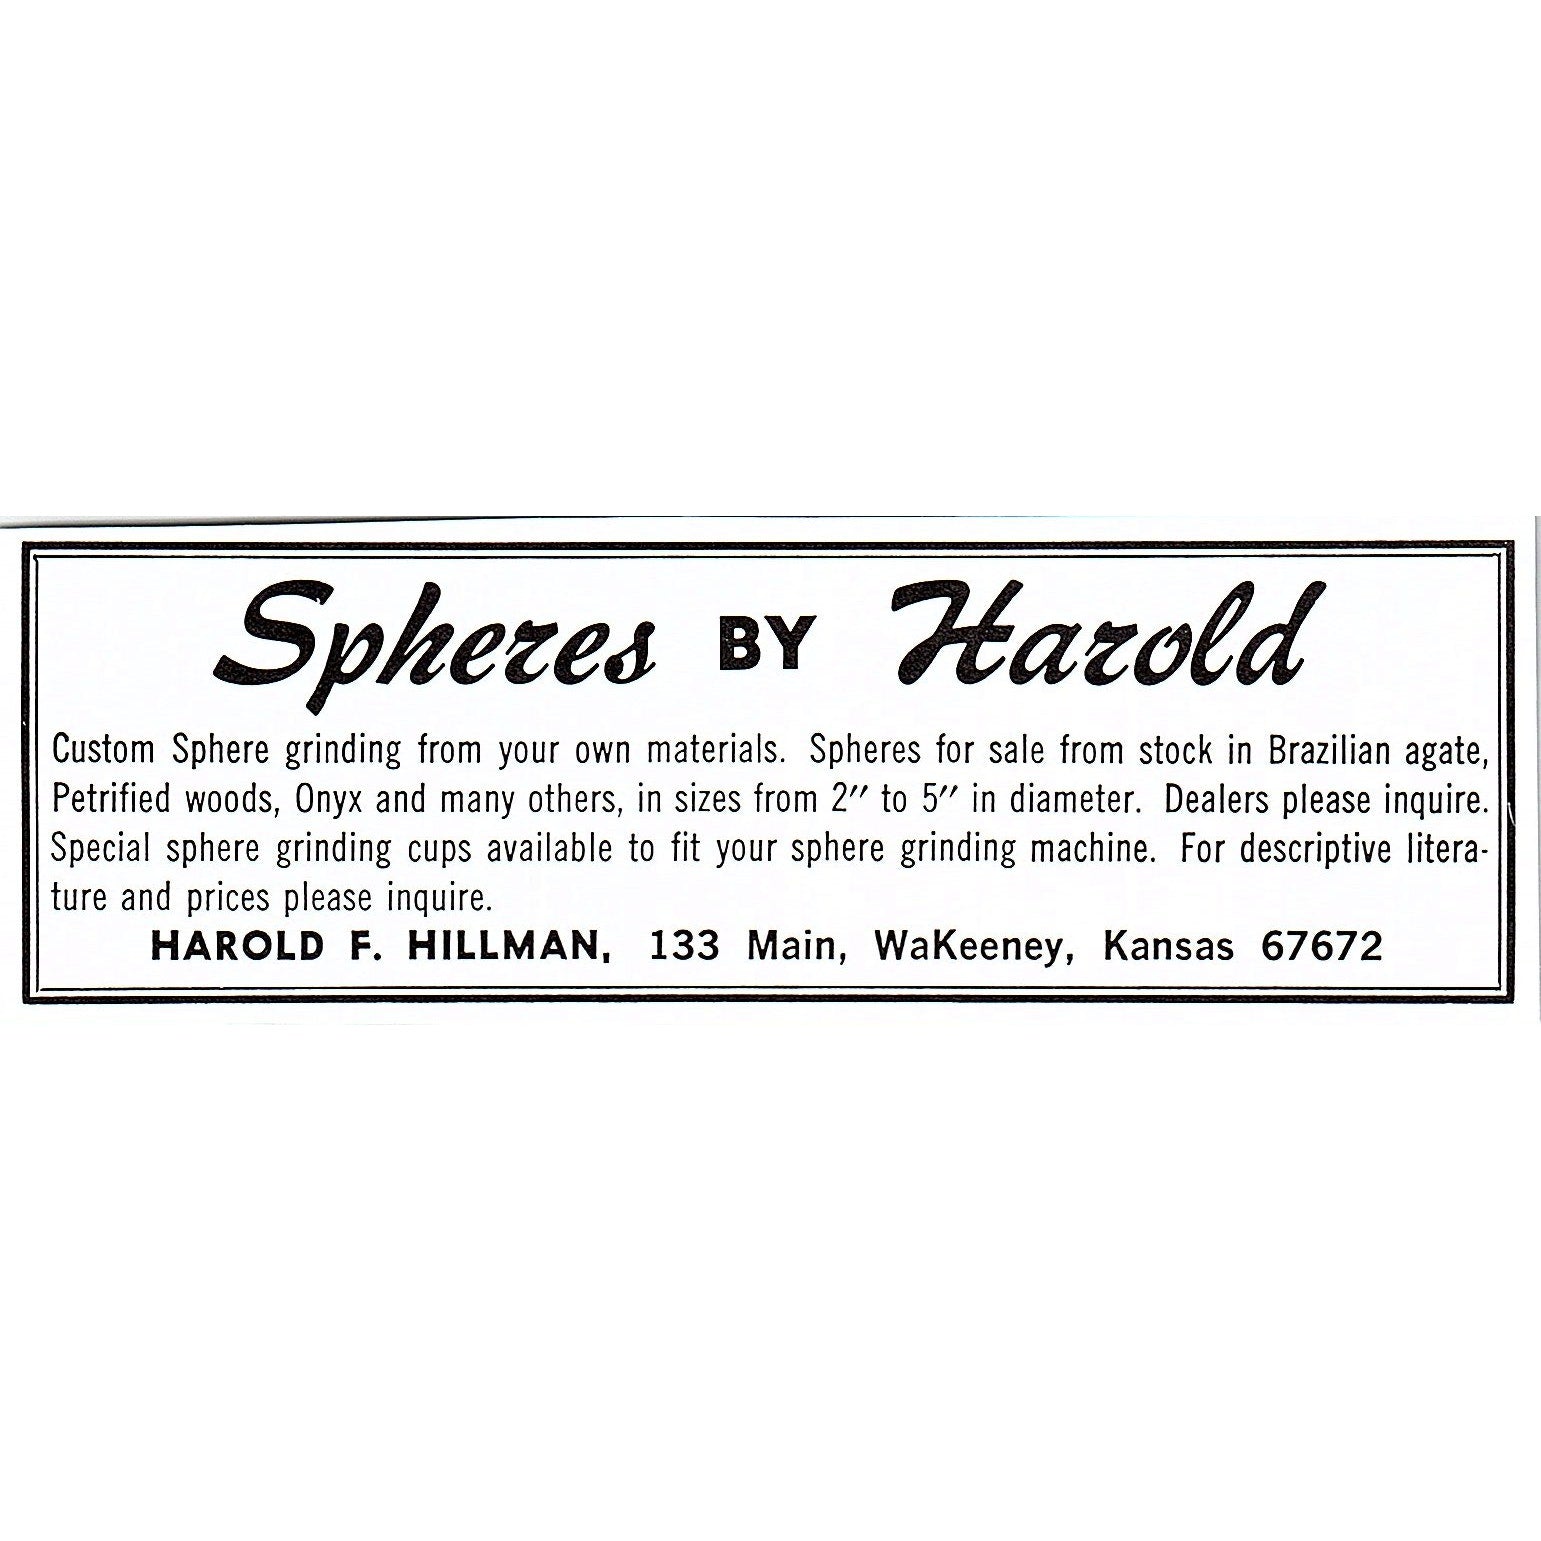 Spheres BY Harold
Custom Sphere grinding from your own materials. Spheres for sale from stock in Brazilian agate,
Petrified woods, Onyx and many others, in sizes from 2″ to 5″ in diameter. Dealers please inquire.
Special sphere grinding cups available to fit your sphere grinding machine. For descriptive litera-
ture and prices please inquire.
HAROLD F. HILLMAN, 133 Main, WaKeeney, Kansas 67672